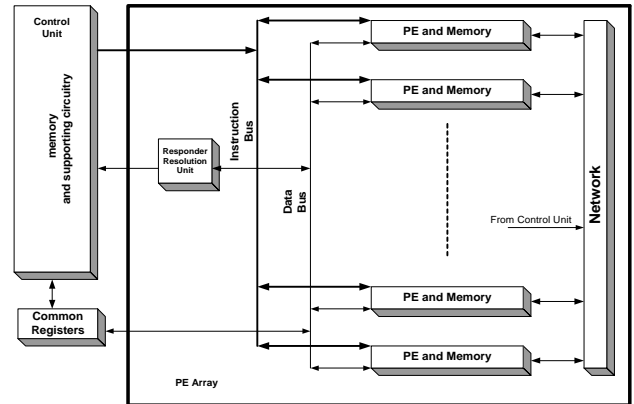 Control
Unit
memory
and supporting circuitry
Common
Registers
Responder
Resolution
Unit
Instruction
Bus
Data
Bus
PE and Memory
PE and Memory
From Control Unit
PE and Memory
PE and Memory
Network
PE Array